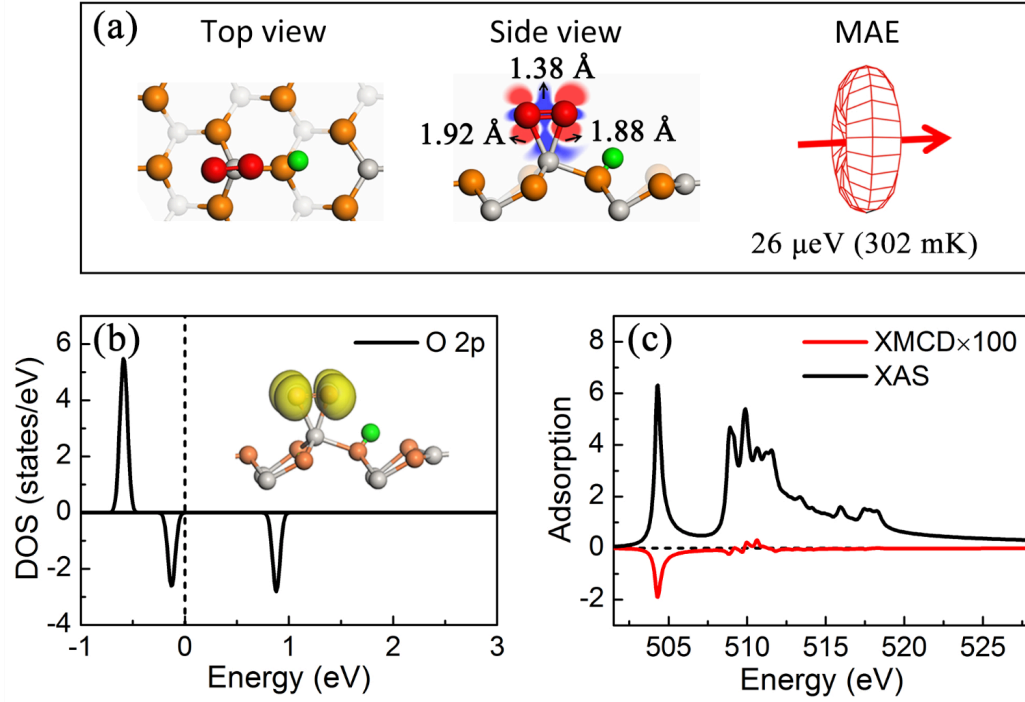 (a)
Top view
Side view
MAE
1.38 Å
1.92 Å
1.88 Å
26 μeV (302 mK)
(b)
O 2p
DOS (states/eV)
6
4
2
0
-2
-4
-1
0
1
2
3
Energy (eV)
(c)
XMCD×100
XAS
Adsorption
8
6
4
2
0
-2
505
510
515
520
525
Energy (eV)